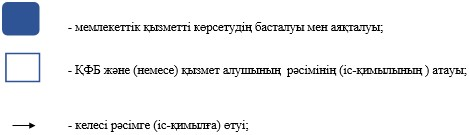 - мемлекеттік қызметті көрсетудің басталуы мен аяқталуы;
- ҚФБ және (немесе) қызмет алушының рәсімінің (іс-қимылының ) атауы;
- келесі рәсімге (іс-қимылға) өтуі;